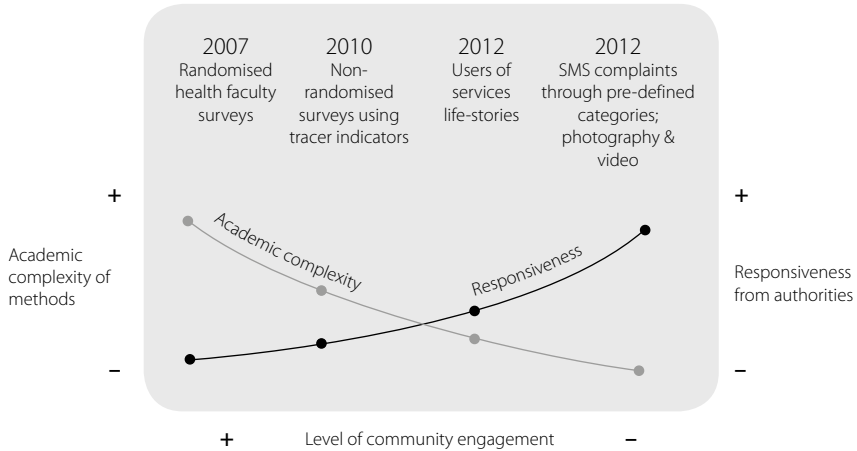 2007
Randomised
health faculty
surveys
2010
Non-
randomised
surveys using
tracer indicators
2012
Users of
services
life-stories
2012
SMS complaints
through pre-defined
categories;
photography &
video
+
Academic
complexity of
methods
–
Academic complexity
Responsiveness
+
Responsiveness
from authorities
–
+ Level of community engagement –